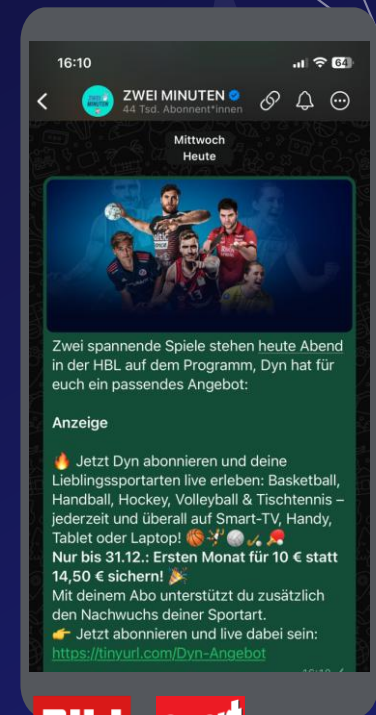 16:10
64
ZWEI MINUTEN
44 Tsd. Abonnent*innen
Mittwoch
Heute
Zwei spannende Spiele stehen heute Abend
in der HBL auf dem Programm, Dyn hat für
euch ein passendes Angebot:
Anzeige
🔥 Jetzt Dyn abonnieren und deine
Lieblingssportarten live erleben: Basketball,
Handball, Hockey, Volleyball & Tischtennis –
jederzeit und überall auf Smart-TV, Handy,
Tablet oder Laptop! 🏀🤾🏐🏑🏓
Nur bis 31.12.: Ersten Monat für 10 € statt
14,50 € sichern! 🎉
Mit deinem Abo unterstützt du zusätzlich
den Nachwuchs deiner Sportart.
👉 Jetzt abonnieren und live dabei sein:
https://tinyurl.com/Dyn-Angebot